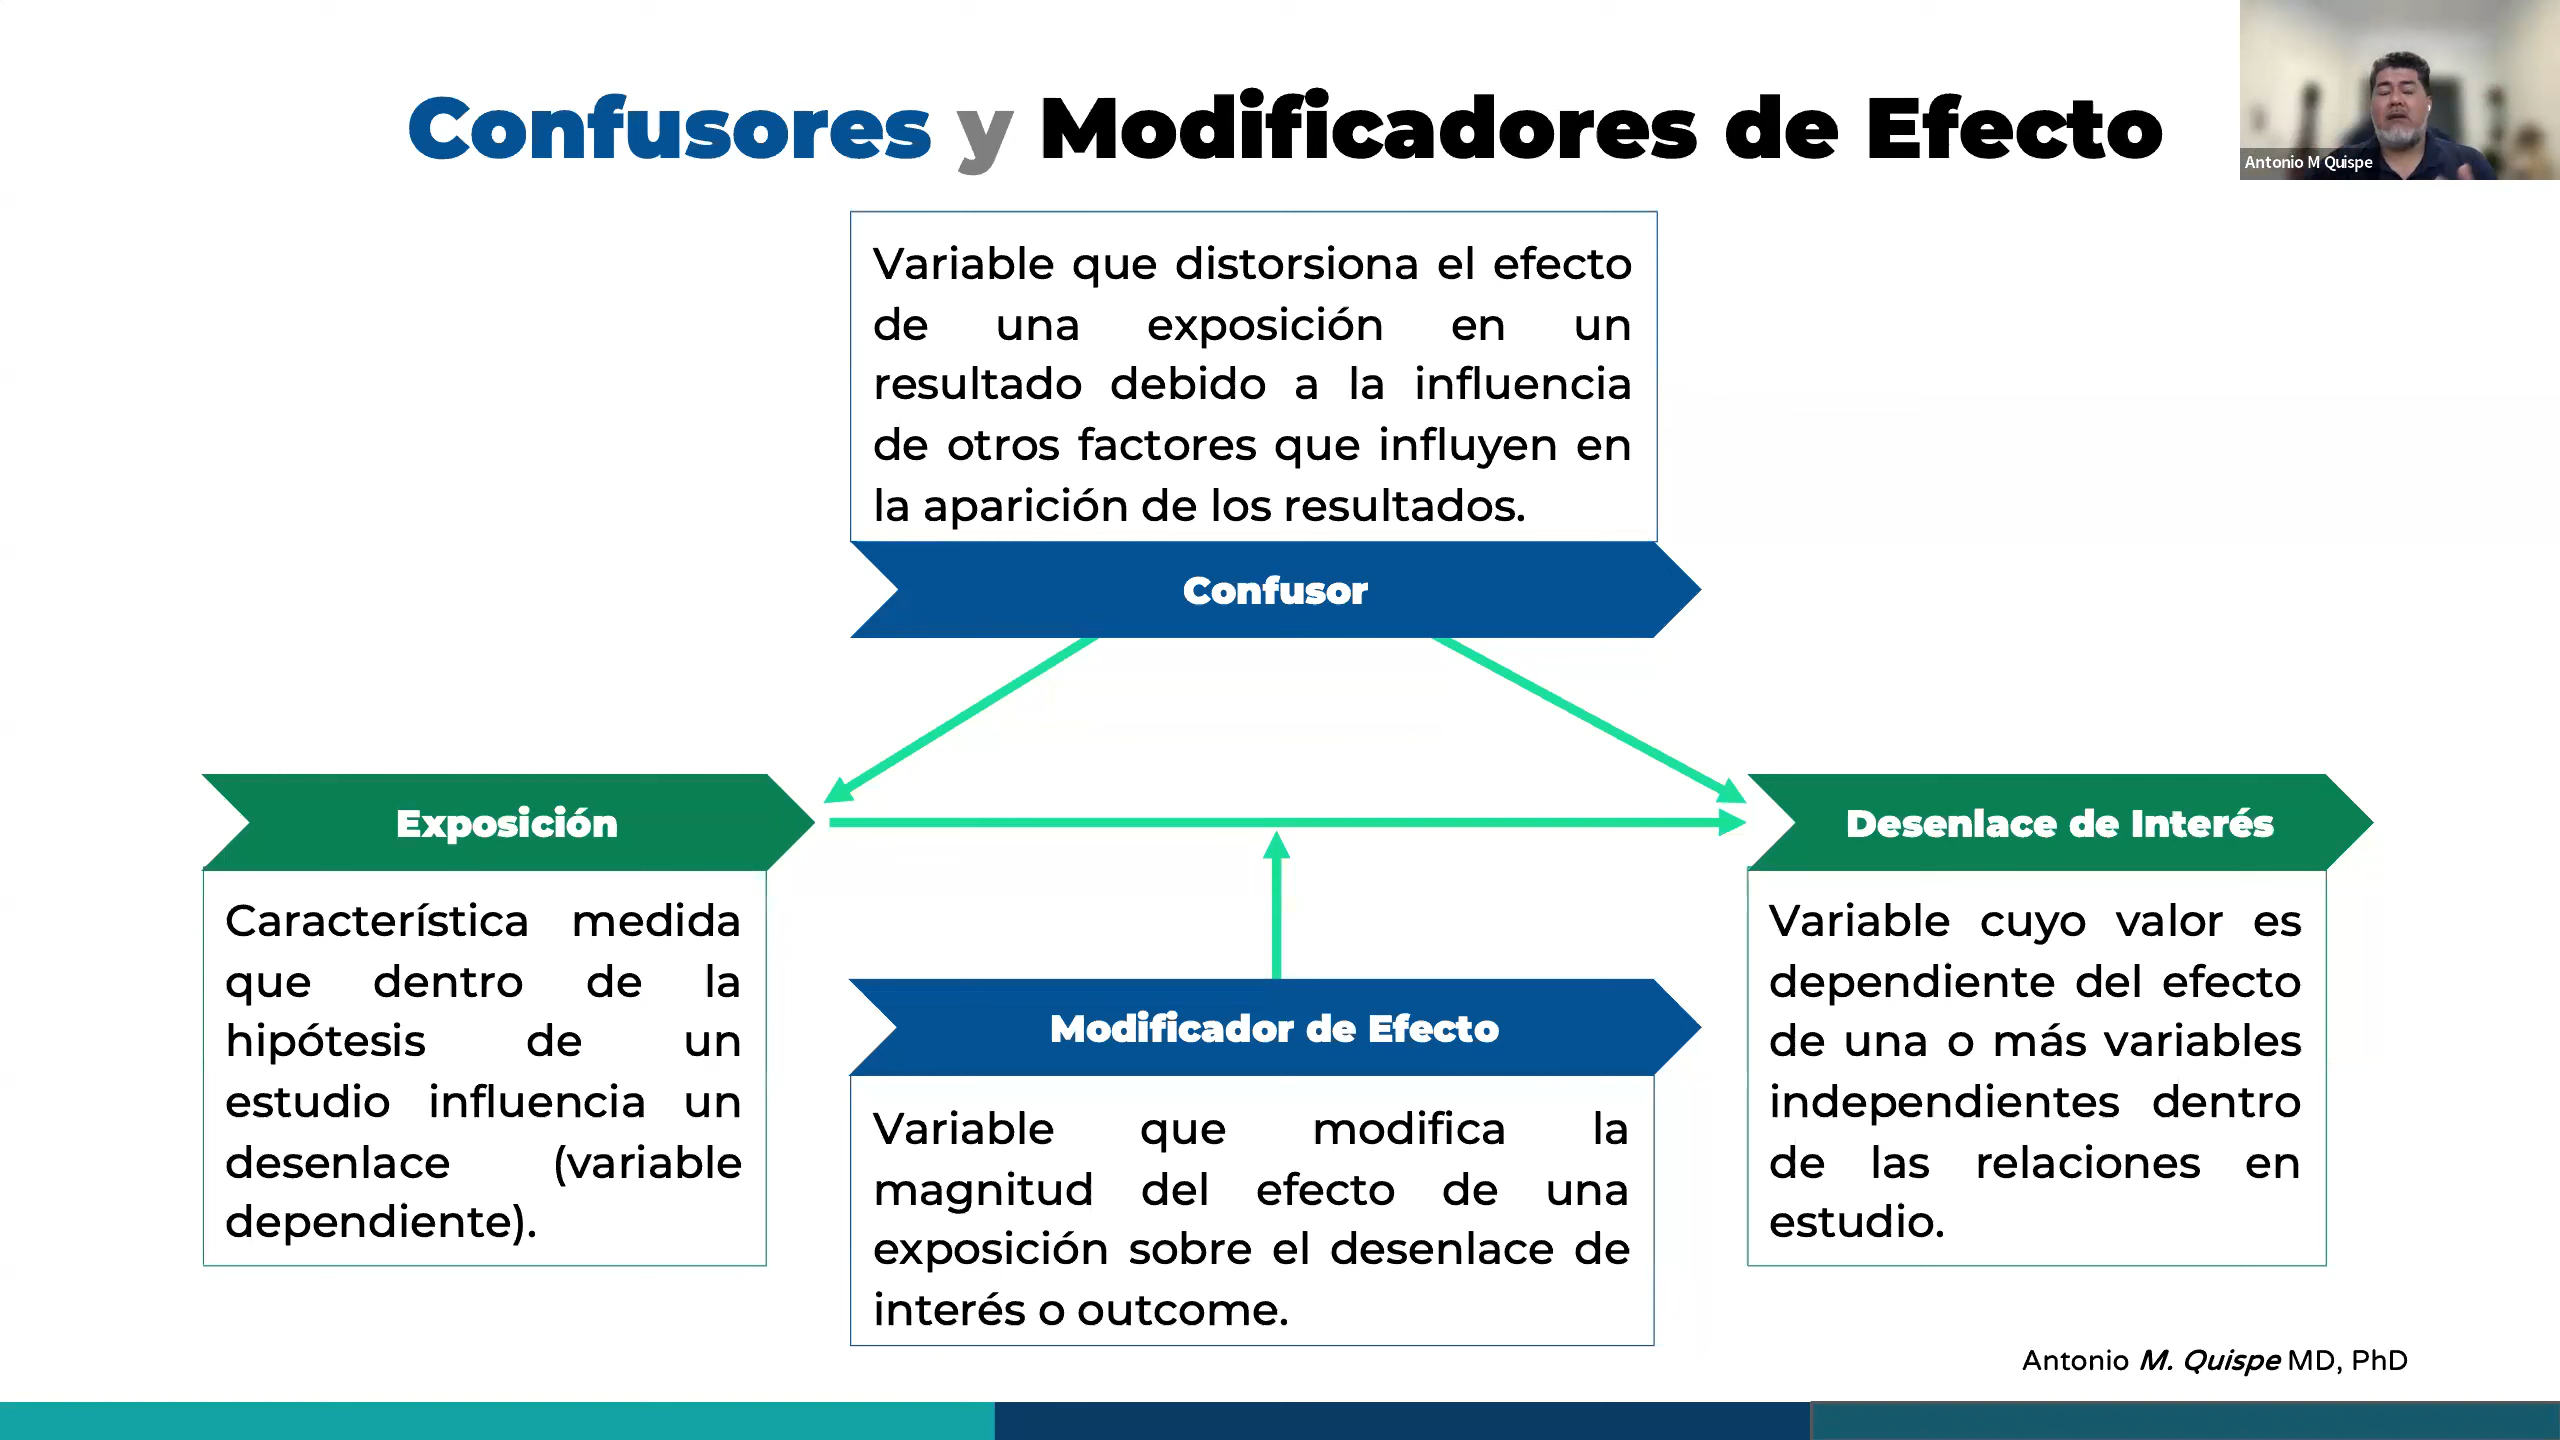 Confusores y Modificadores de Efecto
Antonio M Quispe
Variable que distorsiona el efecto
de una exposición en un
resultado debido a la influencia
de otros factores que influyen en
la aparición de los resultados.
Confusor
Exposición
Característica medida
que dentro de la
hipótesis de un
estudio influencia un
desenlace (variable
dependiente).
Modificador de Efecto
Variable que modifica la
magnitud del efecto de una
exposición sobre el desenlace de
interés o outcome.
Desenlace de Interés
Variable cuyo valor es
dependiente del efecto
de una o más variables
independientes dentro
de las relaciones en
estudio.
Antonio M. Quispe MD, PhD